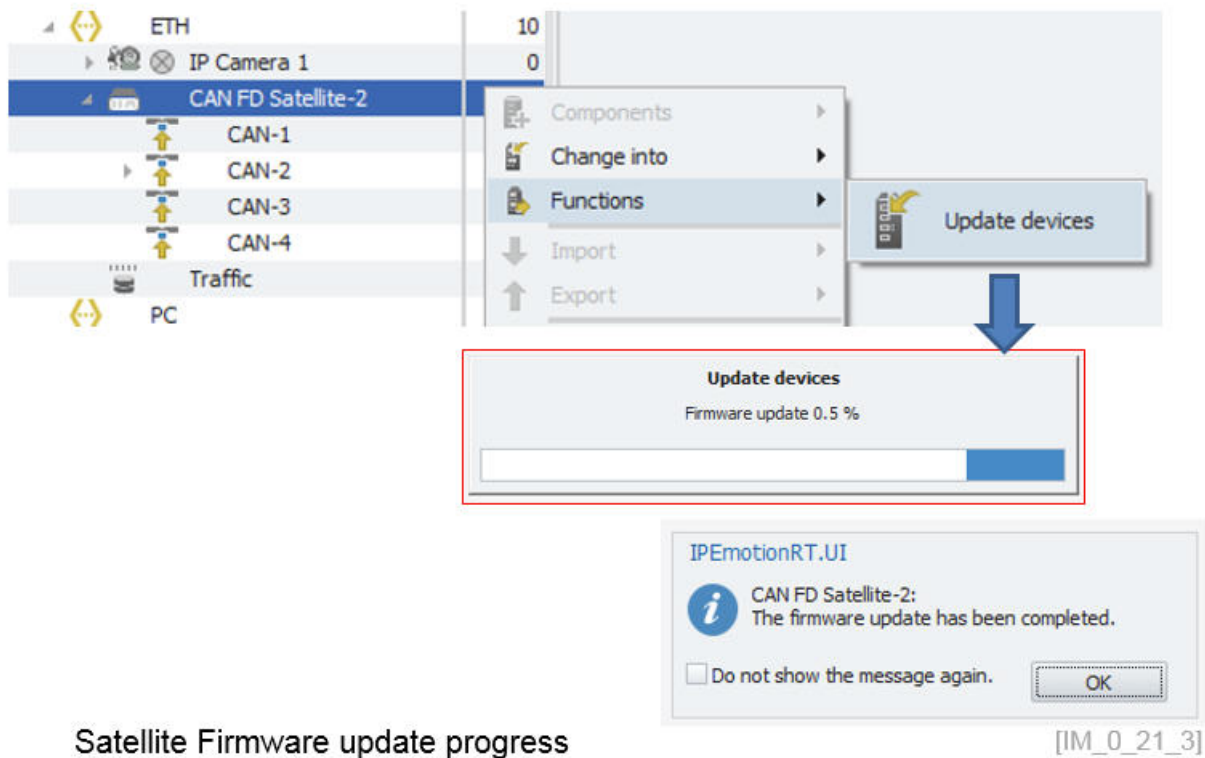 ETH 10
IP Camera 1 0
CAN FD Satellite-2
CAN-1
CAN-2
CAN-3
CAN-4
Traffic
PC
Components
Change into
Functions
Import
Export
Update devices
Update devices
Firmware update 0.5 %
IPEmotionRT.UI
CAN FD Satellite-2:
The firmware update has been completed.
Do not show the message again.
OK
Satellite Firmware update progress
[IM_0_21_3]